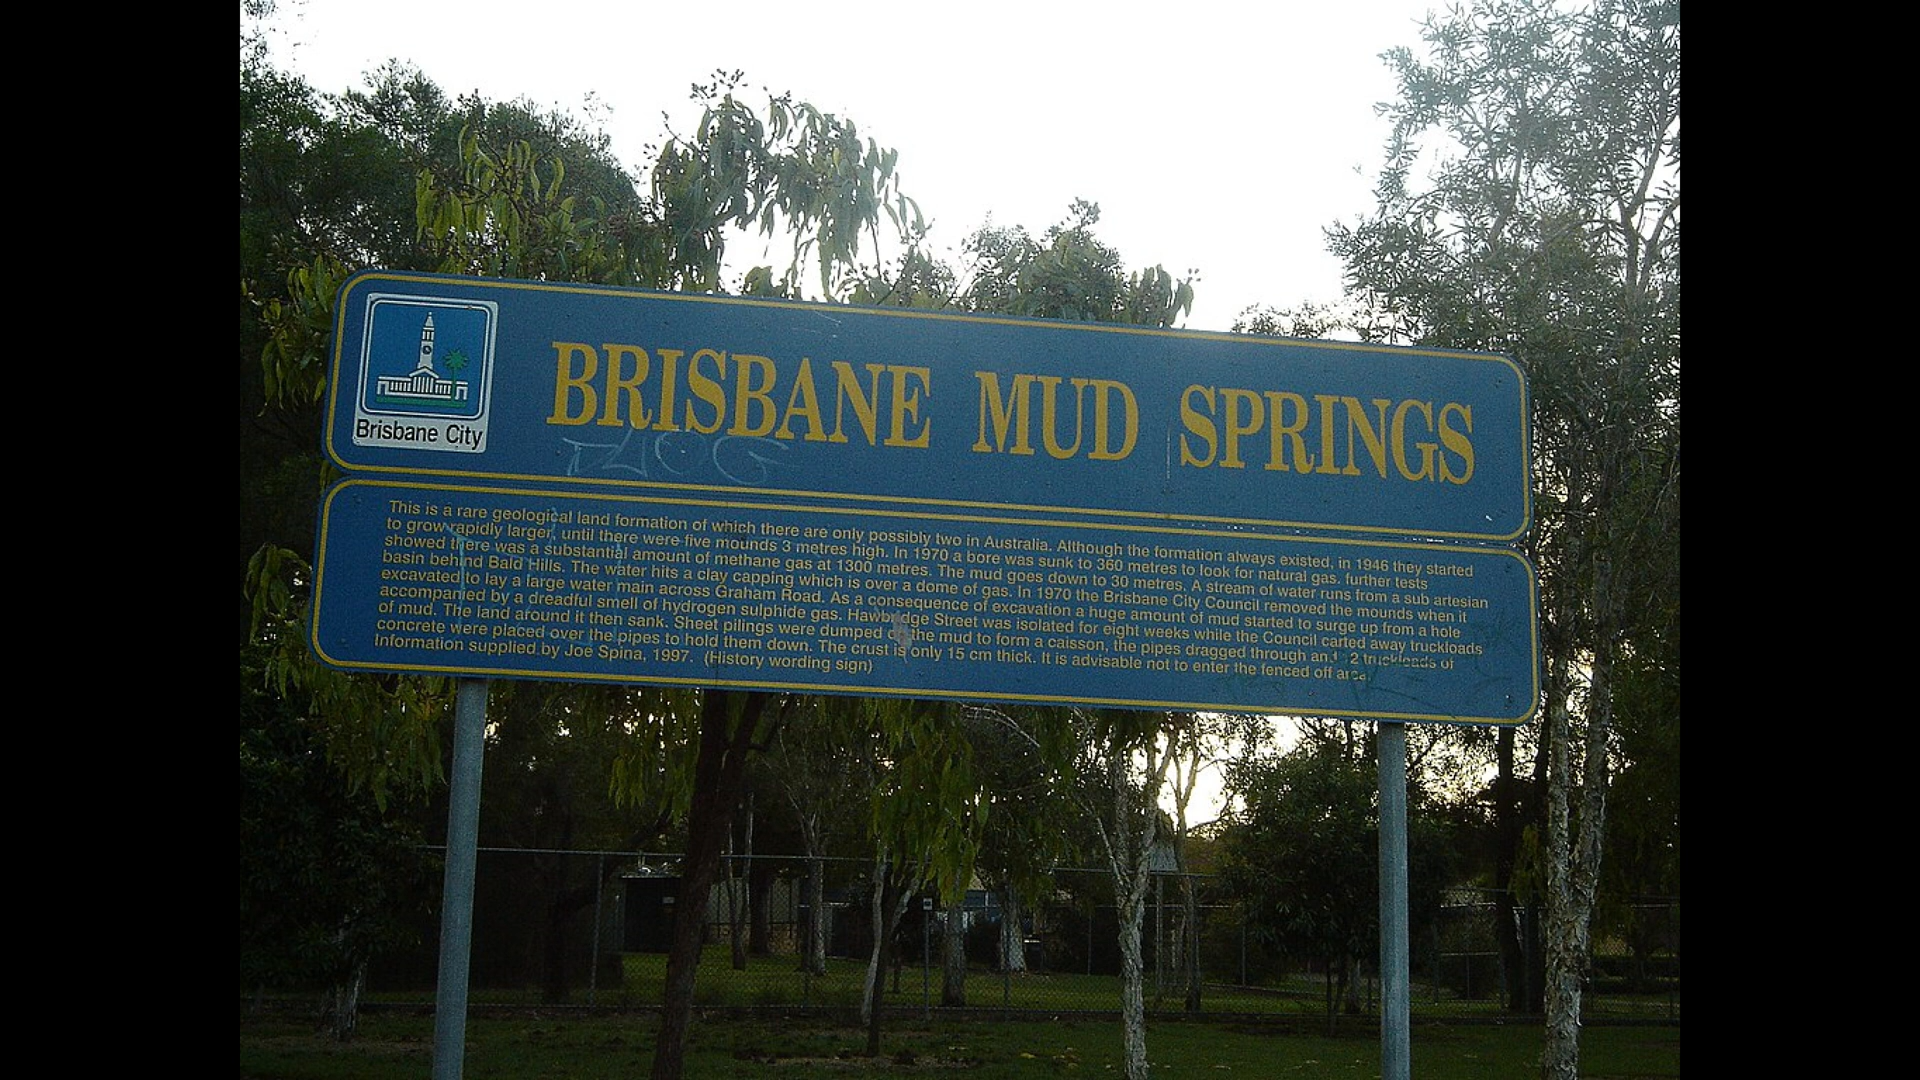 Brisbane City
BRISBANE MUD SPRINGS
This is a rare geological land formation of which there are only possibly two in Australia. Although the formation always existed, in 1946 they started
to grow rapidly larger, until there were five mounds 3 metres high. In 1970 a bore was sunk to 360 metres to look for natural gas. further tests
showed there was a substantial amount of methane gas at 1300 metres. The mud goes down to 30 metres. A stream of water runs from a sub artesian
basin behind Bald Hills. The water hits a clay capping which is over a dome of gas. In 1970 the Brisbane City Council removed the mounds when it
excavated to lay a large water main across Graham Road. As a consequence of excavation a huge amount of mud started to surge up from a hole
accompanied by a dreadful smell of hydrogen sulphide gas. Hawbridge Street was isolated for eight weeks while the Council carted away truckloads
of mud. The land around it then sank. Sheet pilings were dumped the mud to form a caisson, the pipes dragged through and truckloads of
concrete were placed over the pipes to hold them down. The crust is only 15 cm thick. It is advisable not to enter the fenced off area.
Information supplied by Joe Spina, 1997. (History wording sign)